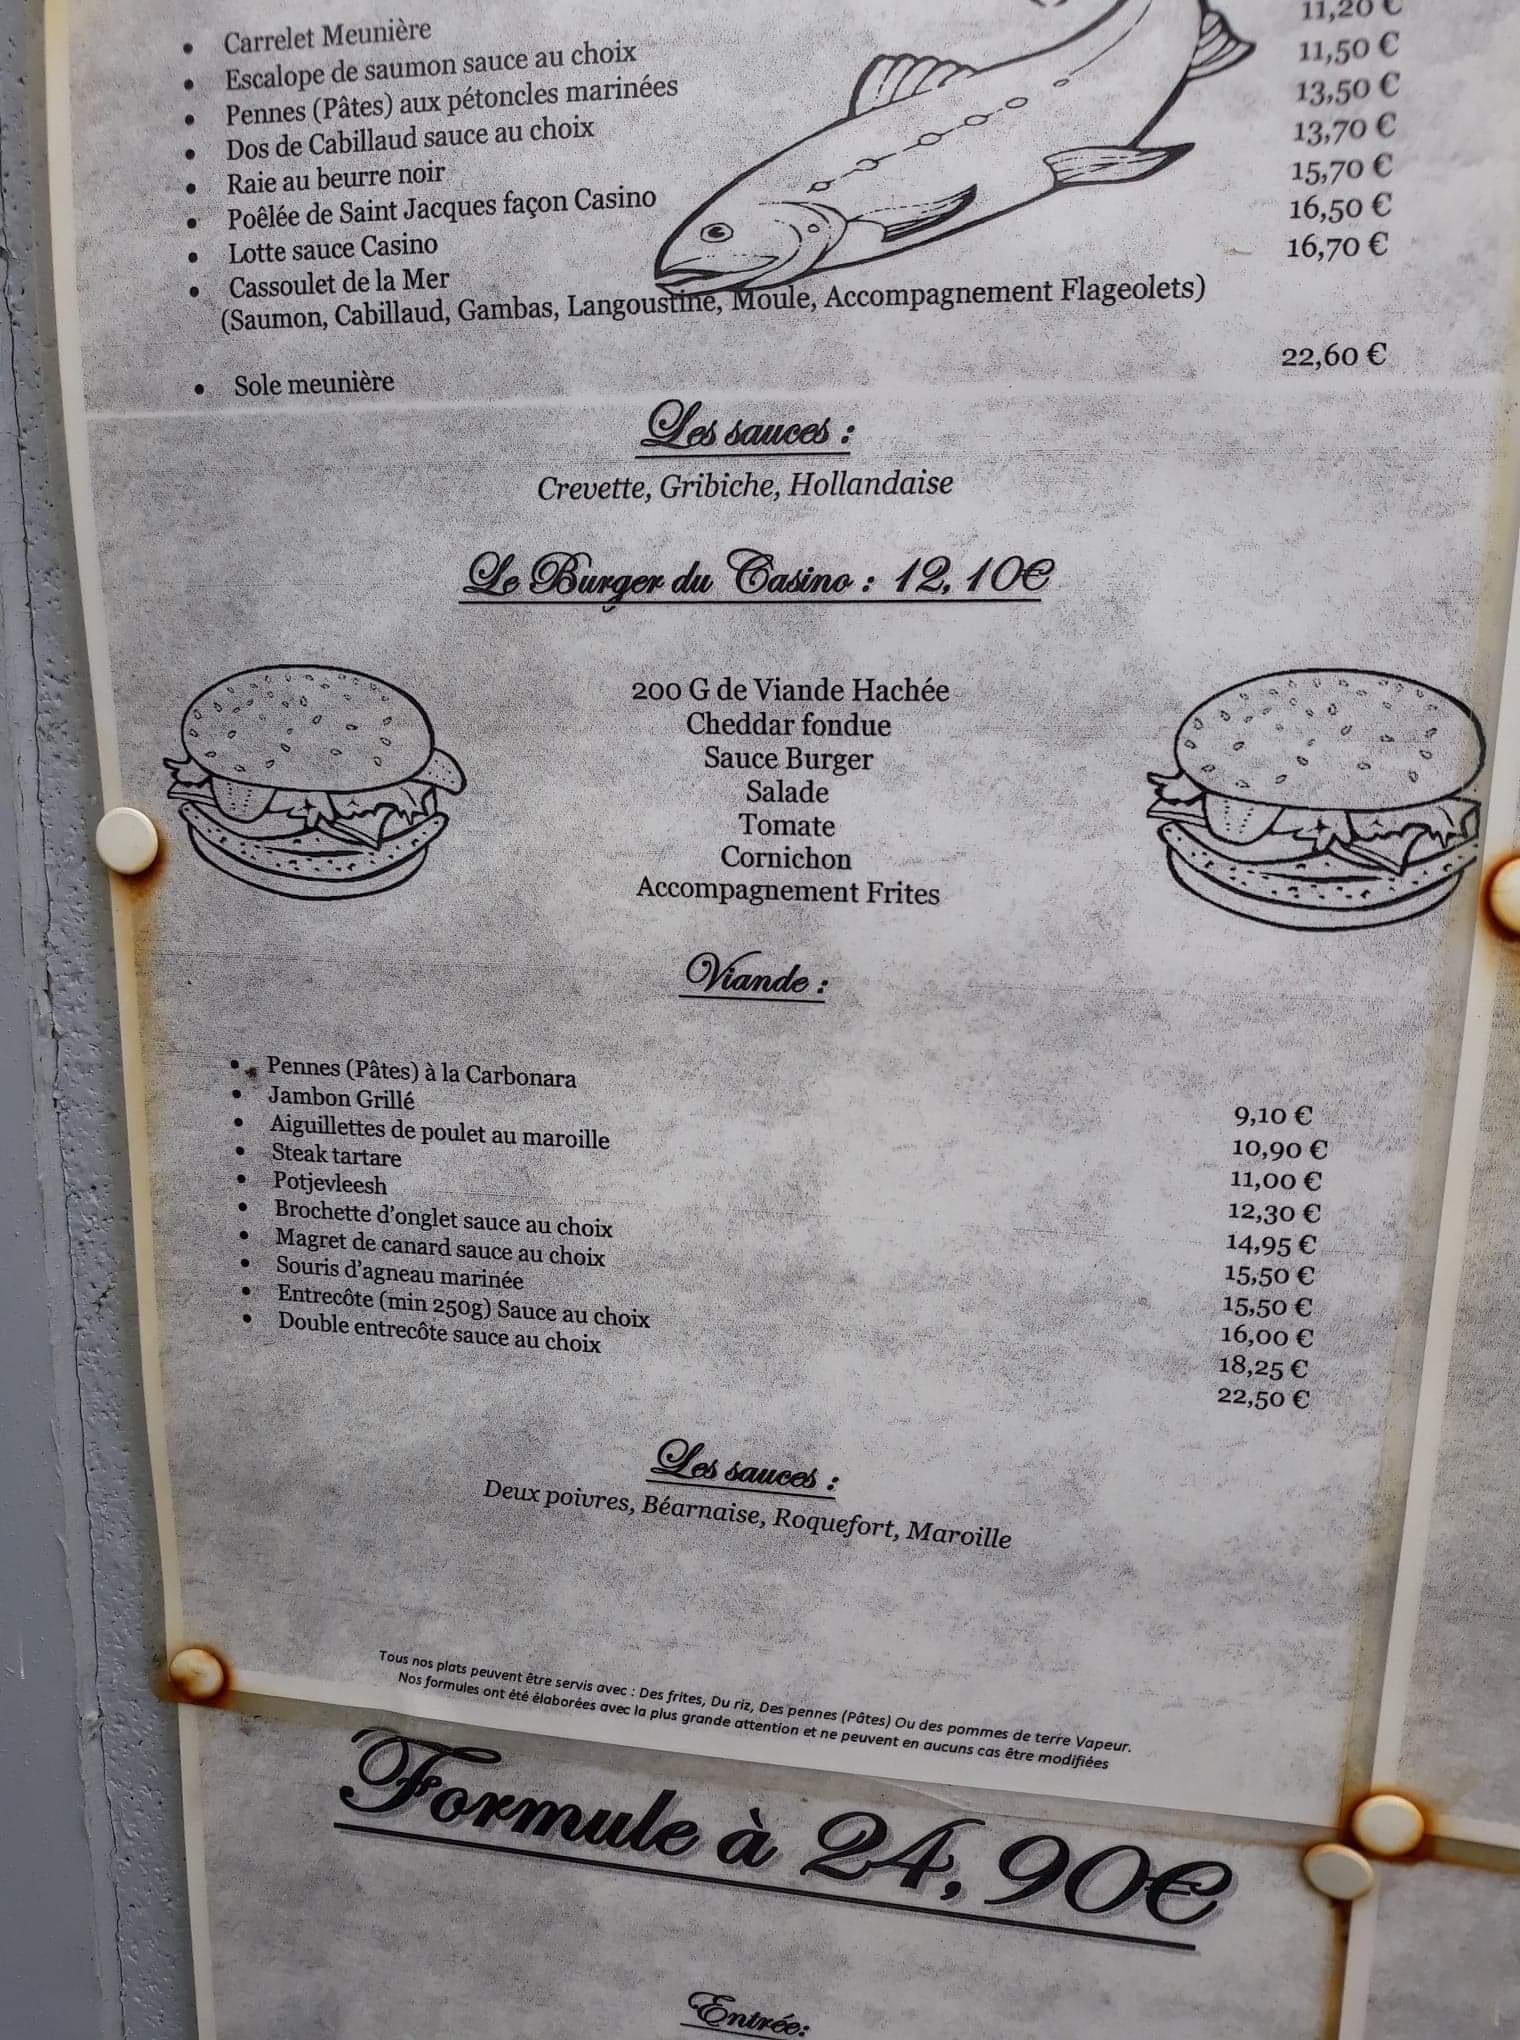 Carrelet Meunière 11,20 €
Escalope de saumon sauce au choix 11,50 €
Pennes (Pâtes) aux pétoncles marinées 13,50 €
Dos de Cabillaud sauce au choix 13,70 €
Raie au beurre noir 15,70 €
Poêlée de Saint Jacques façon Casino 16,50 €
Lotte sauce Casino 16,70 €
Cassoulet de la Mer
(Saumon, Cabillaud, Gambas, Langoustine, Moule, Accompagnement Flageolets)
22,60 €
Sole meunière
Les sauces :
Crevette, Gribiche, Hollandaise
Le Burger du Casino : 12,10€
200 G de Viande Hachée
Cheddar fondue
Sauce Burger
Salade
Tomate
Cornichon
Accompagnement Frites
Viande :
Pennes (Pâtes) à la Carbonara 9,10 €
Jambon Grillé 10,90 €
Aiguillettes de poulet au maroille 11,00 €
Steak tartare 12,30 €
Potjevleesh 14,95 €
Brochette d'onglet sauce au choix 15,50 €
Magret de canard sauce au choix 15,50 €
Souris d'agneau marinée 16,00 €
Entrecôte (min 250g) Sauce au choix 18,25 €
Double entrecôte sauce au choix 22,50 €
Les sauces :
Deux poivres, Béarnaise, Roquefort, Maroille
Tous nos plats peuvent être servis avec : Des frites, Du riz, Des pennes (Pâtes) Ou des pommes de terre Vapeur.
Nos formules ont été élaborées avec la plus grande attention et ne peuvent en aucuns cas être modifiées
Formule à 24,90€
Entrée: